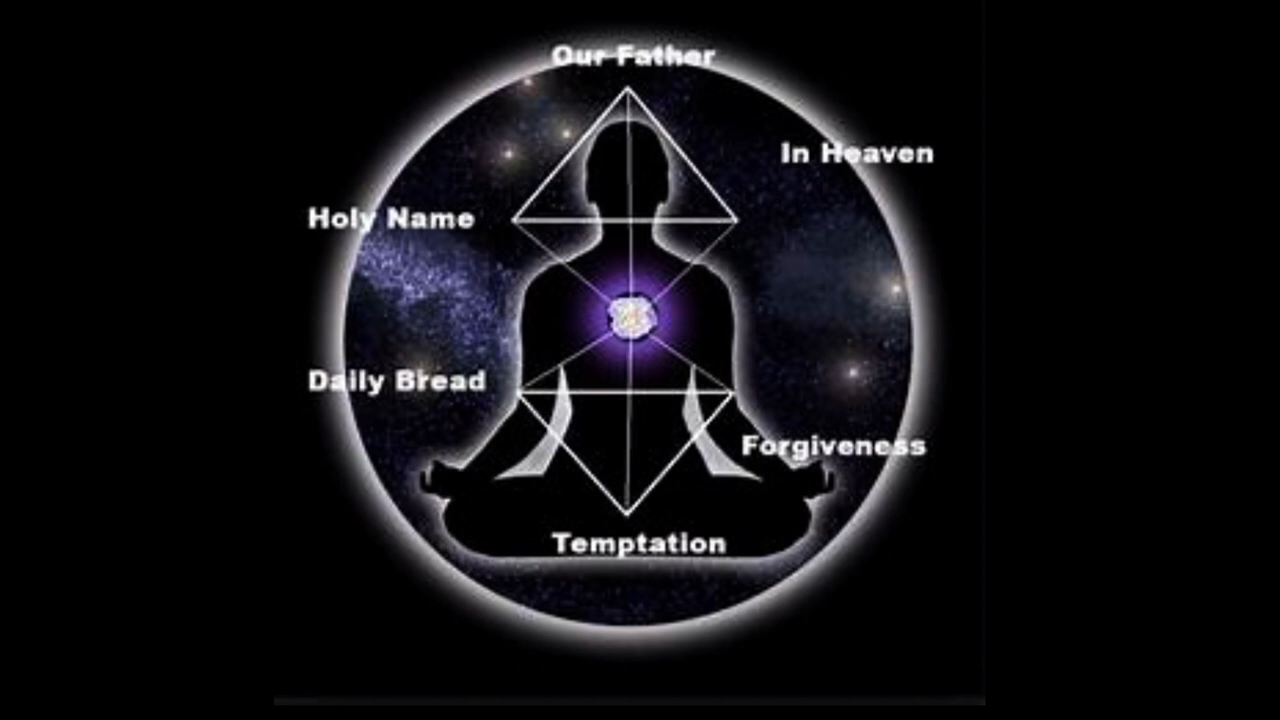 Our Father
In Heaven
Holy Name
Daily Bread
Forgiveness
Temptation